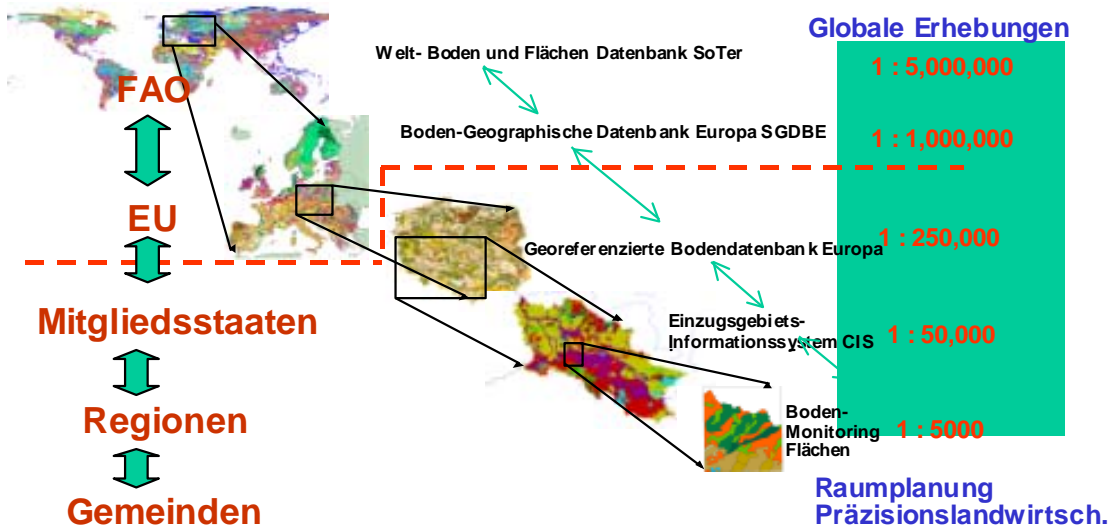 Globale Erhebungen
Welt- Boden und Flächen Datenbank SoTer
1 : 5,000,000
FAO
Boden-Geographische Datenbank Europa SGDBE
1 : 1,000,000
EU
Georeferenzierte Bodendatenbank Europa
1 : 250,000
Mitgliedsstaaten
Einzugsgebiets-
Informationssystem CIS
1 : 50,000
Regionen
Boden-
Monitoring
Flächen
1 : 5000
Gemeinden
Raumplanung
Präzisionslandwirtsch.